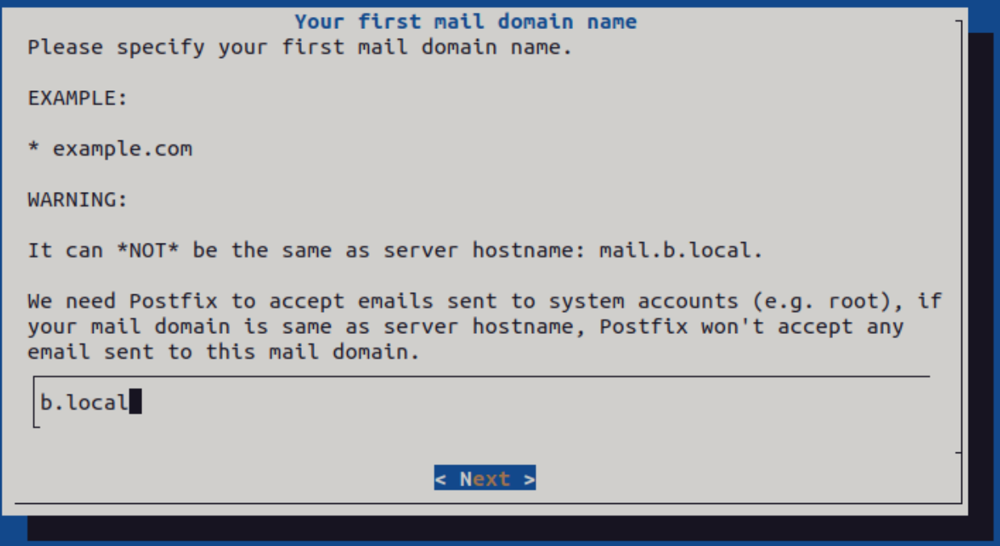 Your first mail domain name
Please specify your first mail domain name.
EXAMPLE:
* example.com
WARNING:
It can *NOT* be the same as server hostname: mail.b.local.
We need Postfix to accept emails sent to system accounts (e.g. root), if
your mail domain is same as server hostname, Postfix won't accept any
email sent to this mail domain.
b.local
< Next >